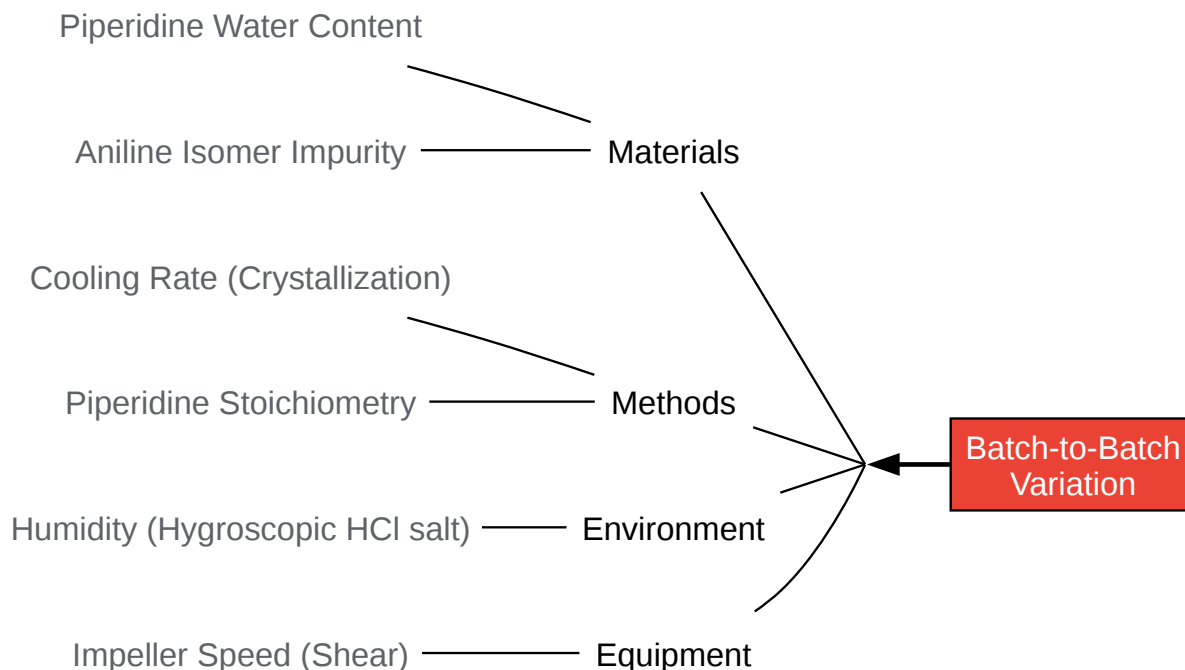 Piperidine Water Content
Aniline Isomer Impurity
Materials
Cooling Rate (Crystallization)
Piperidine Stoichiometry
Methods
Batch-to-Batch
Variation
Humidity (Hygroscopic HCl salt)
Environment
Impeller Speed (Shear)
Equipment